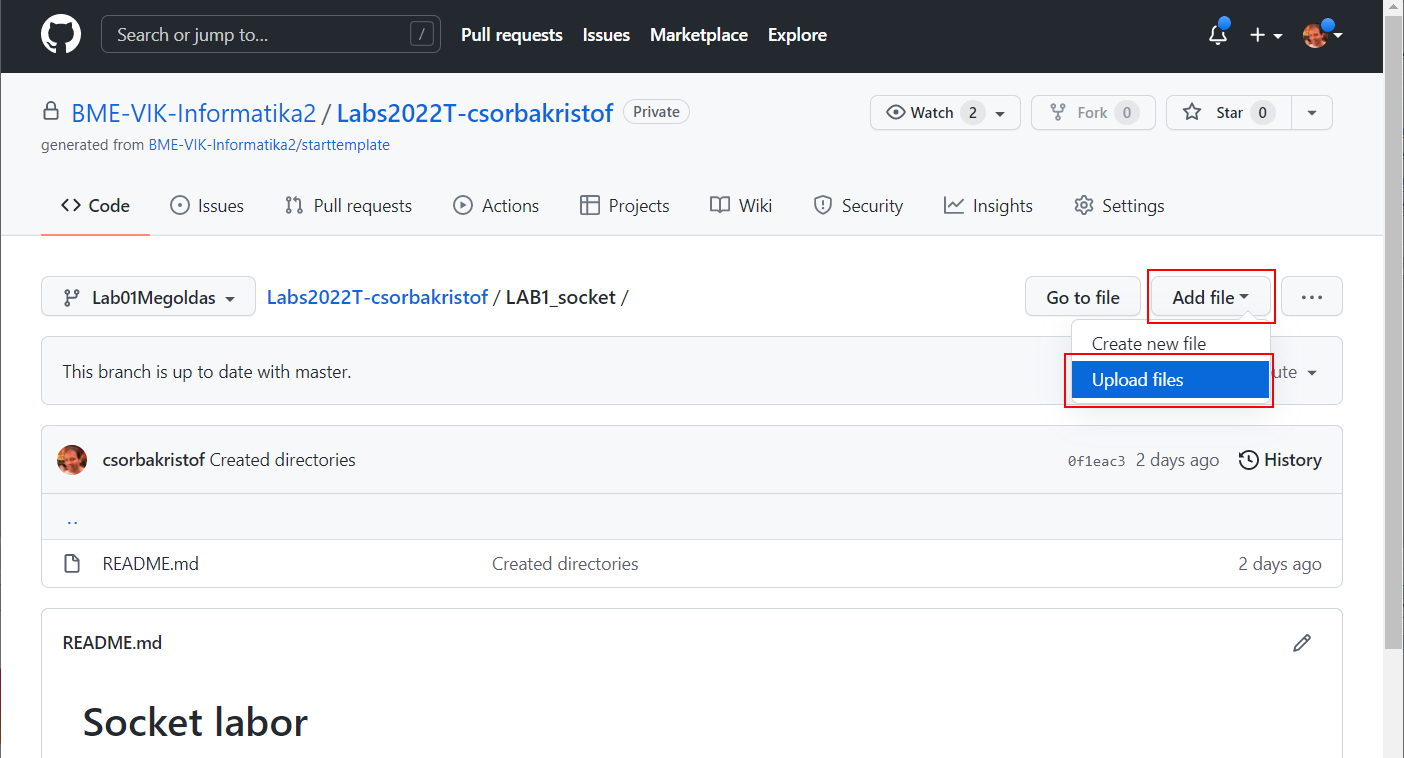 Search or jump to... /
Pull requests Issues Marketplace Explore
BME-VIK-Informatika2 / Labs2022T-csorbakristof Private
Watch 2 Fork 0 Star 0
generated from BME-VIK-Informatika2/starttemplate
Code Issues Pull requests Actions Projects Wiki Security Insights Settings
Lab01Megoldas Labs2022T-csorbakristof / LAB1_socket / Go to file Add file ...
Create new file
This branch is up to date with master.
Upload files
csorbakristof Created directories 0f1eac3 2 days ago History
..
README.md Created directories 2 days ago
README.md
Socket labor